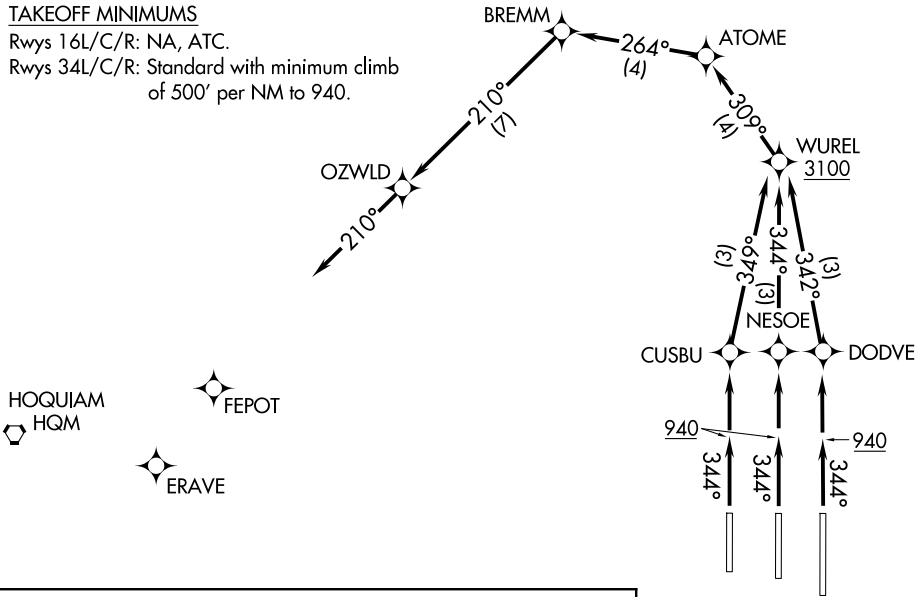 TAKEOFF MINIMUMS
Rwys 16L/C/R: NA, ATC.
Rwys 34L/C/R: Standard with minimum climb
of 500' per NM to 940.
BREMM
264°
(4)
ATOME
309°
(4)
WUREL
3100
210°
(7)
OZWLD
210°
349°
(3)
344°
(3)
342°
(3)
NESOE
CUSBU
DODVE
HOQUIAM
HQM
FEPOT
ERAVE
940
940
344°
344°
344°